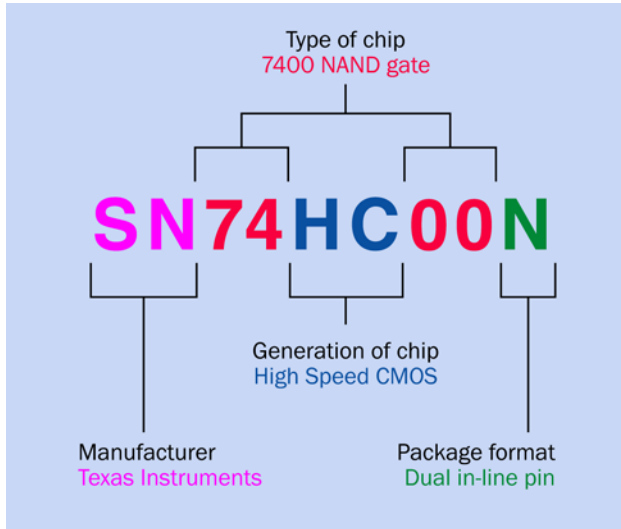 Type of chip
7400 NAND gate
SN74HC00N
Generation of chip
High Speed CMOS
Manufacturer
Texas Instruments
Package format
Dual in-line pin